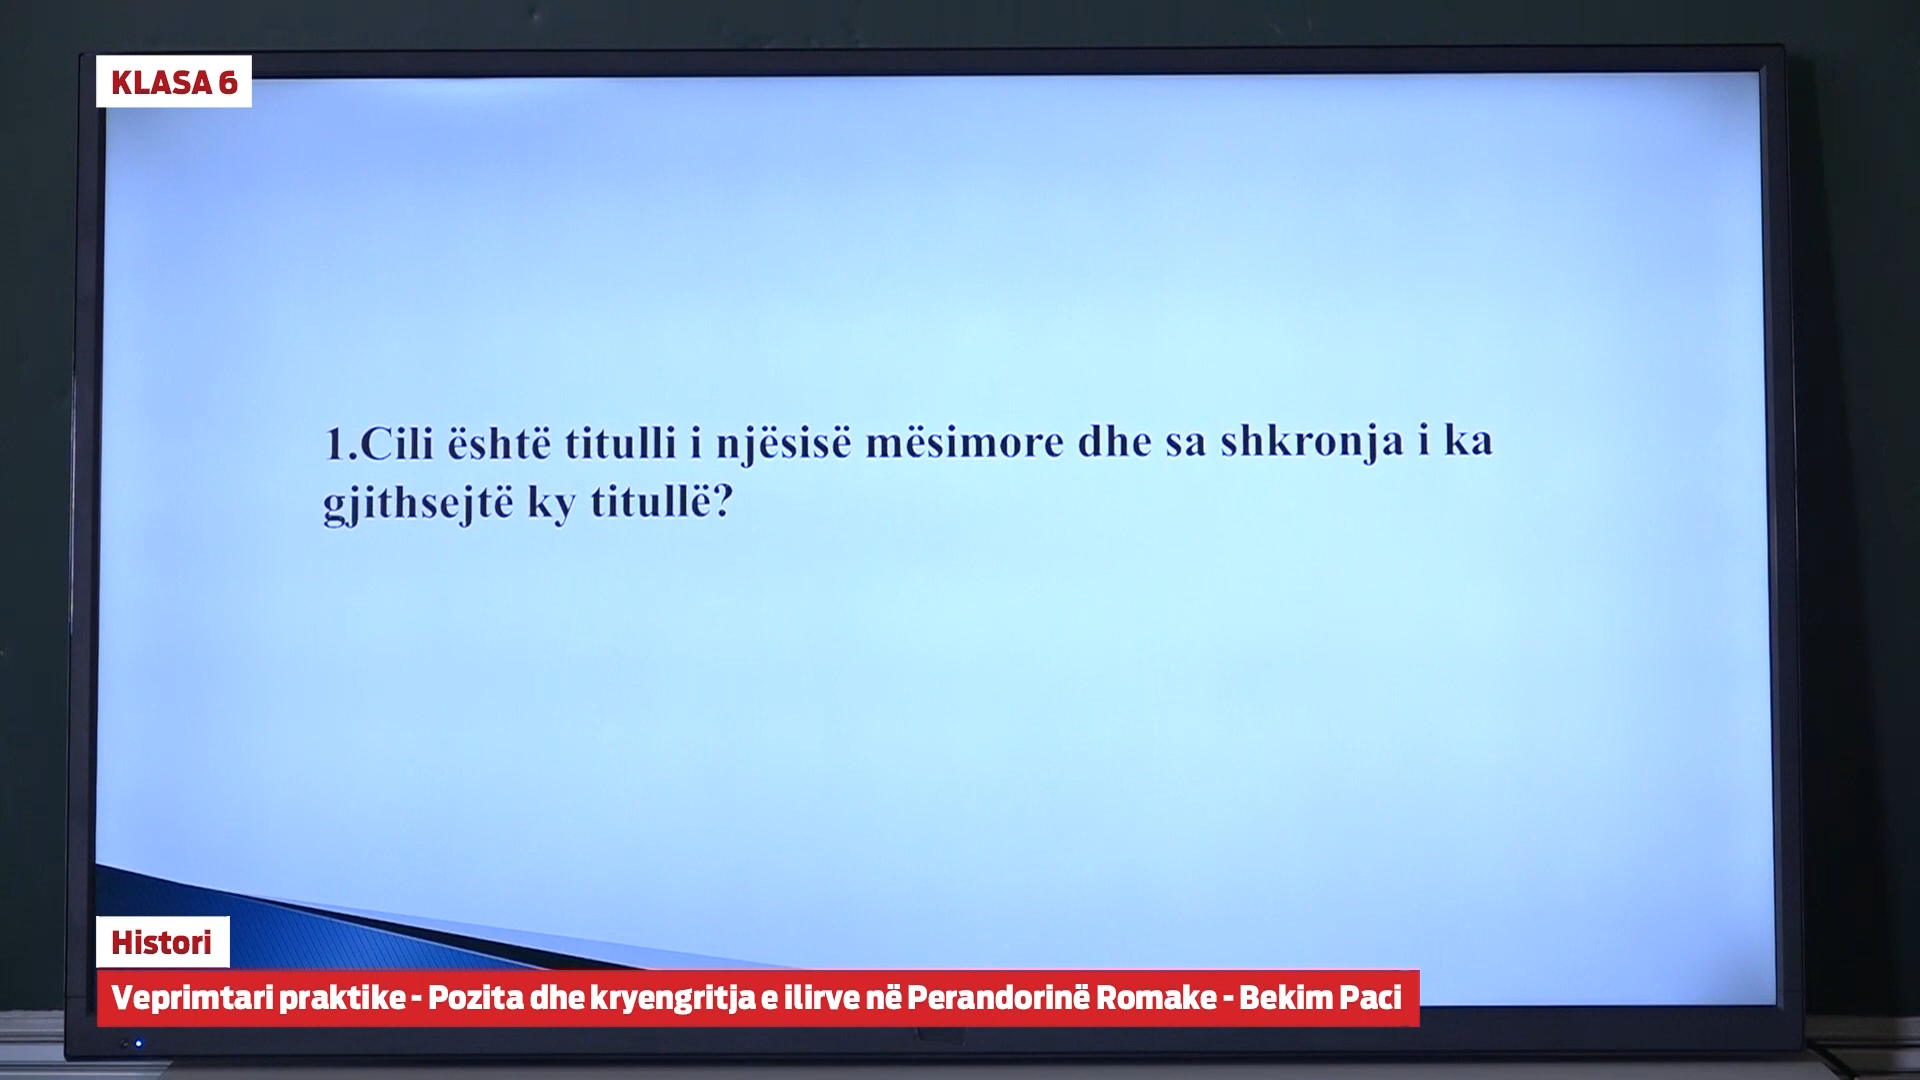 KLASA 6
1.Cili është titulli i njësisë mësimore dhe sa shkronja i ka
gjithsejtë ky titullë?
Histori
Veprimtari praktike - Pozita dhe kryengritja e ilirve në Perandorinë Romake - Bekim Paci